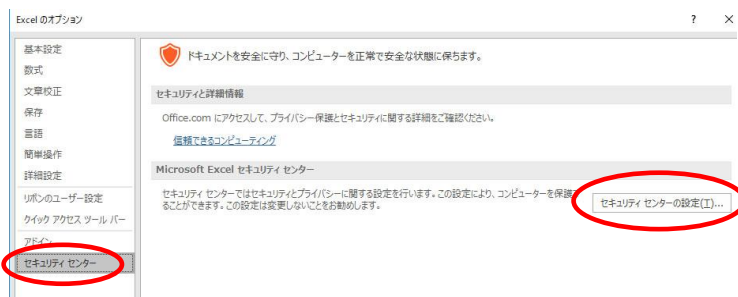 Excel のオプション
? ×
基本設定
数式
文章校正
保存
言語
簡単操作
詳細設定
リボンのユーザー設定
クイック アクセス ツール バー
アドイン
セキュリティ センター
ドキュメントを安全に守り、コンピューターを正常で安全な状態に保ちます。
セキュリティと詳細情報
Office.com にアクセスして、プライバシー保護とセキュリティに関する詳細をご確認ください。
信頼できるコンピューティング
Microsoft Excel セキュリティ センター
セキュリティ センターではセキュリティとプライバシーに関する設定を行います。この設定により、コンピューターを保護す
ることができます。この設定は変更しないことをお勧めします。
セキュリティ センターの設定(T)...